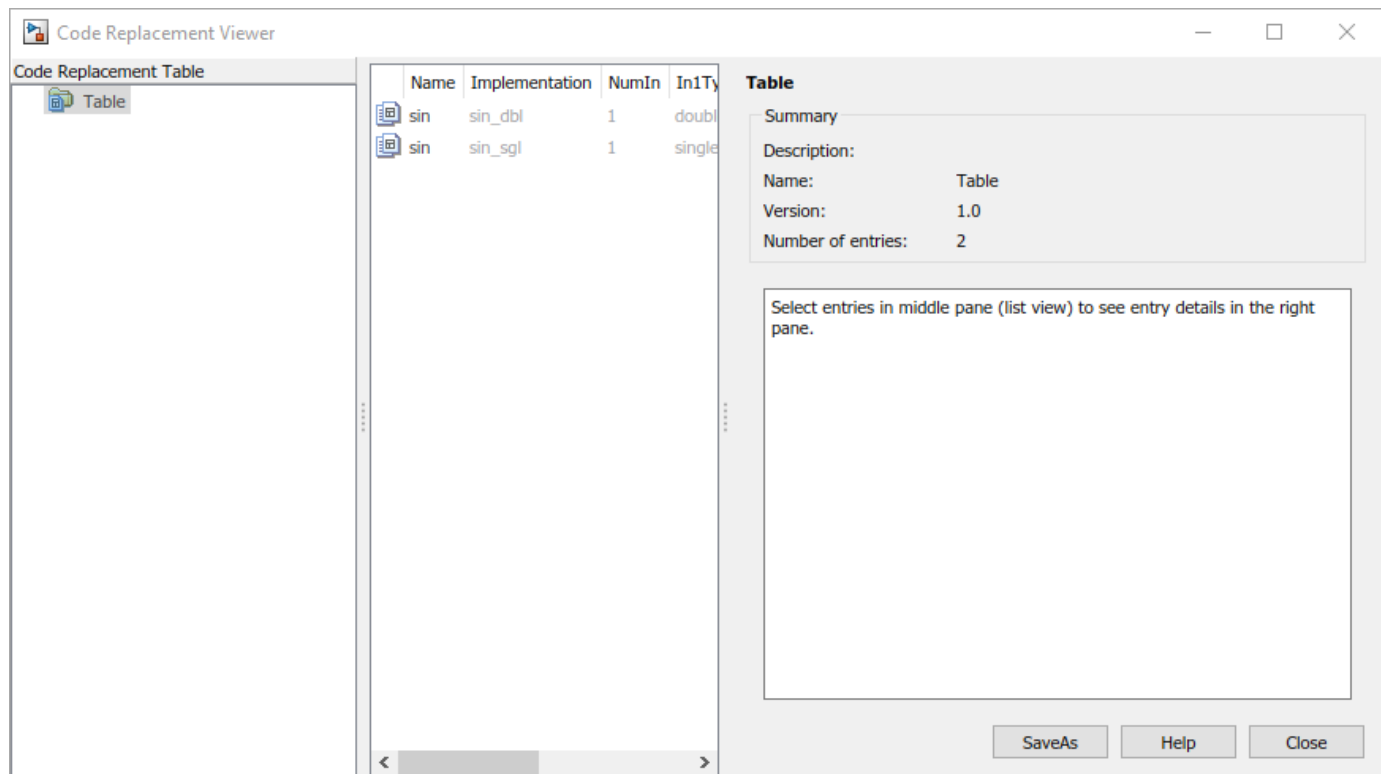 Code Replacement Viewer
Code Replacement Table
Table
Name Implementation NumIn In1Ty
sin sin_dbl 1 doubl
sin sin_sgl 1 single
Table
Summary
Description:
Name: Table
Version: 1.0
Number of entries: 2
Select entries in middle pane (list view) to see entry details in the right
pane.
SaveAs Help Close